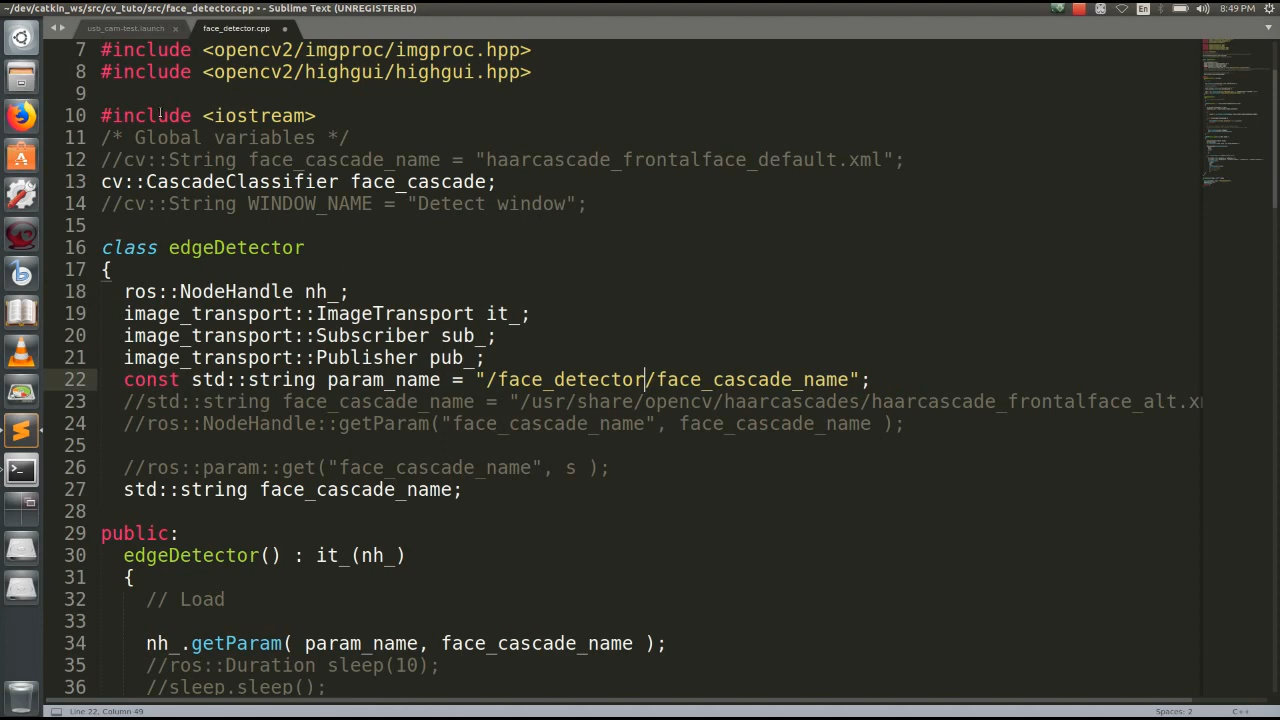 ~/dev/catkin_ws/src/cv_tuto/src/face_detector.cpp • - Sublime Text (UNREGISTERED)
En
8:49 PM
usb_cam-test.launch
face_detector.cpp
7 #include <opencv2/imgproc/imgproc.hpp>
8 #include <opencv2/highgui/highgui.hpp>
9
10 #include <iostream>
11 /* Global variables */
12 //cv::String face_cascade_name = "haarcascade_frontalface_default.xml";
13 cv::CascadeClassifier face_cascade;
14 //cv::String WINDOW_NAME = "Detect window";
15
16 class edgeDetector
17 {
18 ros::NodeHandle nh_;
19 image_transport::ImageTransport it_;
20 image_transport::Subscriber sub_;
21 image_transport::Publisher pub_;
22 const std::string param_name = "/face_detector/face_cascade_name";
23 //std::string face_cascade_name = "/usr/share/opencv/haarcascades/haarcascade_frontalface_alt.xm
24 //ros::NodeHandle::getParam("face_cascade_name", face_cascade_name );
25
26 //ros::param::get("face_cascade_name", s );
27 std::string face_cascade_name;
28
29 public:
30 edgeDetector() : it_(nh_)
31 {
32 // Load
33
34 nh_.getParam( param_name, face_cascade_name );
35 //ros::Duration sleep(10);
36 //sleep.sleep();
Line 22, Column 49
Spaces: 2
C++